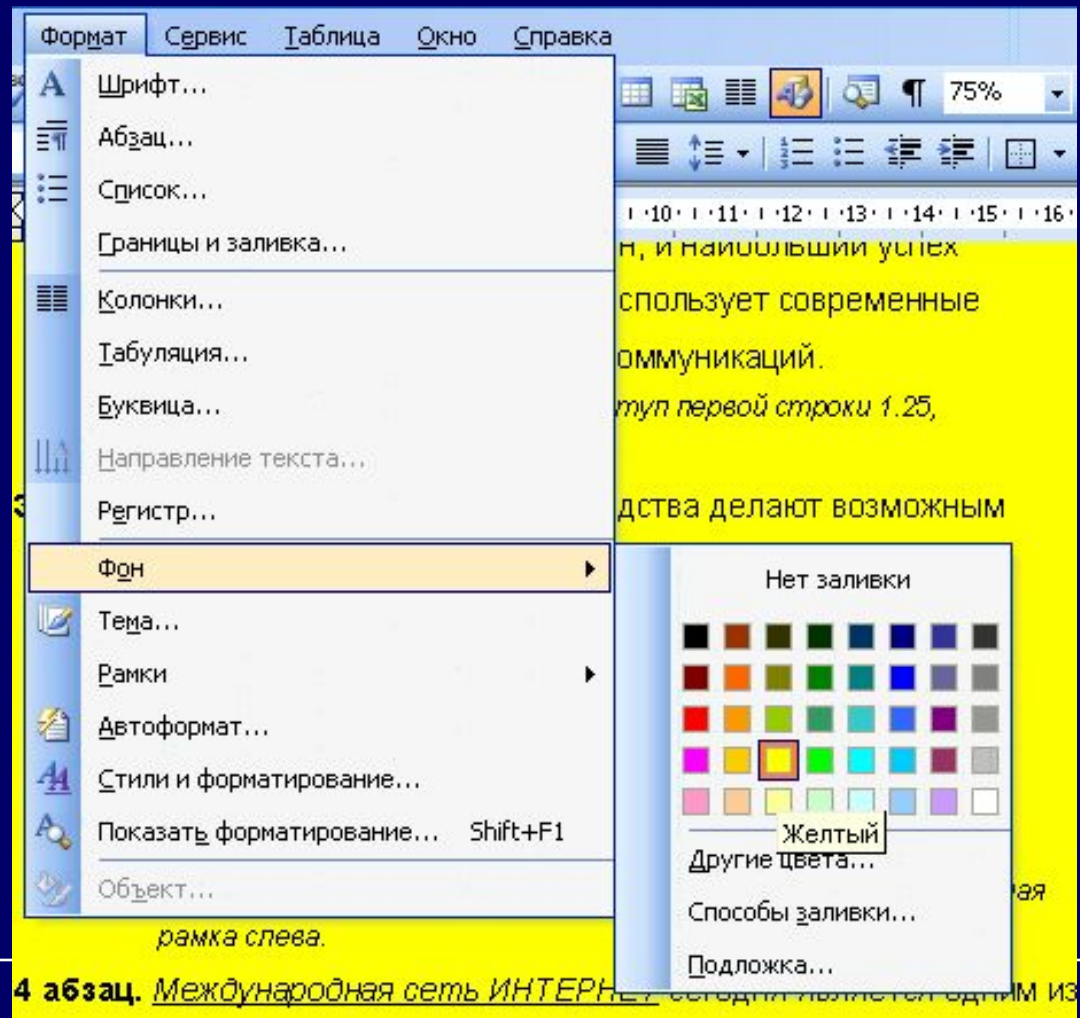 Формат Сервис Таблица Окно Справка
Шрифт...
75%
Абзац...
Список...
10 11 12 13 14 15 16
Границы и заливка...
н, и наибольший успех
Колонки...
спользует современные
Табуляция...
оммуникаций.
Буквица...
туп первой строки 1.25,
Направление текста...
Регистр...
дства делают возможным
Фон
Нет заливки
Тема...
Рамки
Автоформат...
Стили и форматирование...
Показать форматирование... Shift+F1
Желтый
Другие цвета...
Объект...
ая
Способы заливки...
рамка слева.
Подложка...
4 абзац. Международная сеть ИНТЕРНЕТ сегодня является одним из